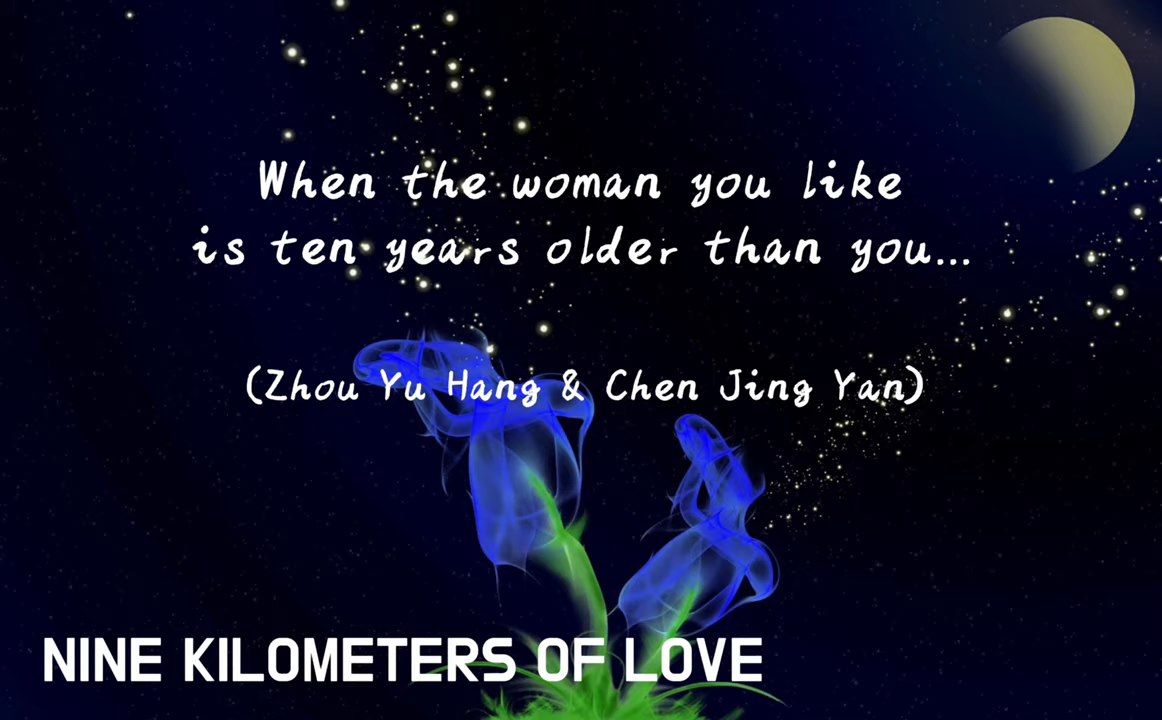 When the woman you like
is ten years older than you...
(Zhou Yu Hang & Chen Jing Yan)
NINE KILOMETERS OF LOVE